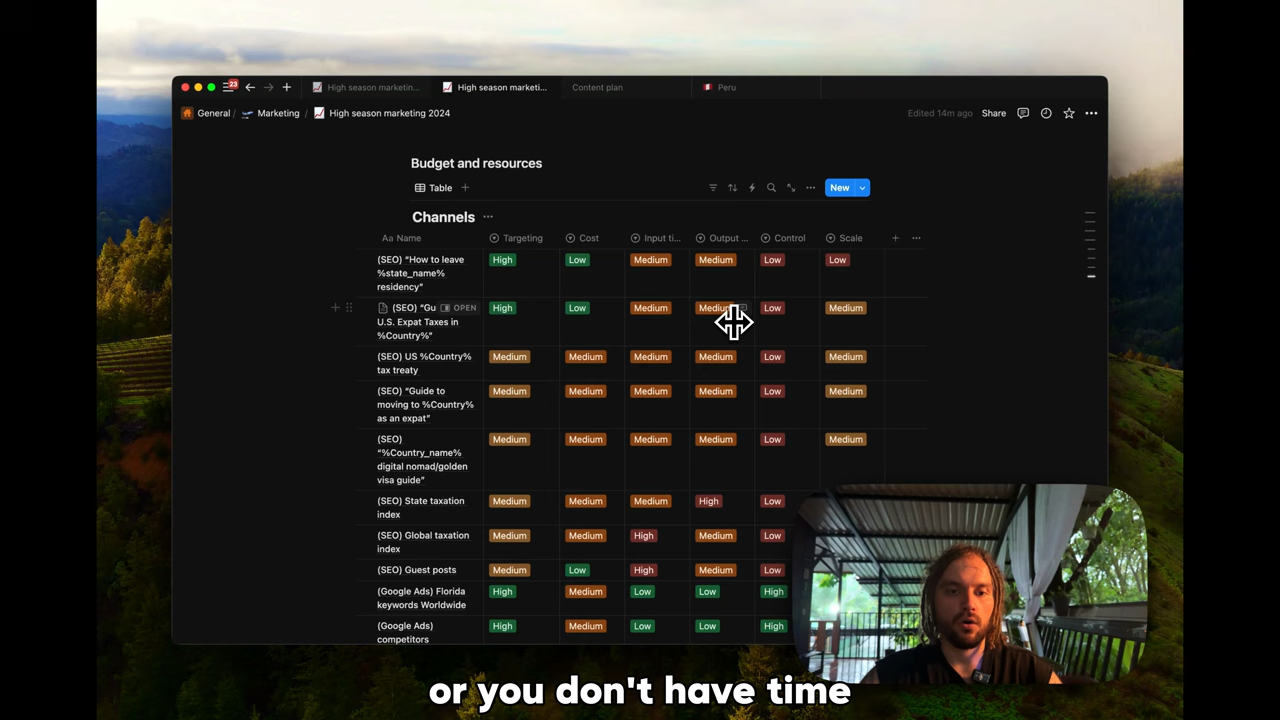 23
High season marketin...
High season marketi...
Content plan
Peru
General / Marketing / High season marketing 2024
Edited 14m ago
Share
Budget and resources
Table
New
Channels
Aa Name
Targeting
Cost
Input ti...
Output ...
Control
Scale
(SEO) “How to leave
%state_name%
residency”
High
Low
Medium
Medium
Low
Low
(SEO) “Gu
OPEN
U.S. Expat Taxes in
%Country%”
High
Low
Medium
Medium
Low
Medium
(SEO) US %Country%
tax treaty
Medium
Medium
Medium
Medium
Low
Medium
(SEO) “Guide to
moving to %Country%
as an expat”
Medium
Medium
Medium
Medium
Low
Medium
(SEO)
“%Country_name%
digital nomad/golden
visa guide”
Medium
Medium
Medium
Medium
Low
Medium
(SEO) State taxation
index
Medium
Medium
Medium
High
Low
(SEO) Global taxation
index
Medium
Medium
High
Medium
Low
(SEO) Guest posts
Medium
Low
High
Medium
Low
(Google Ads) Florida
keywords Worldwide
High
Medium
Low
Low
High
(Google Ads)
competitors
High
Medium
Low
Low
High
or you don't have time